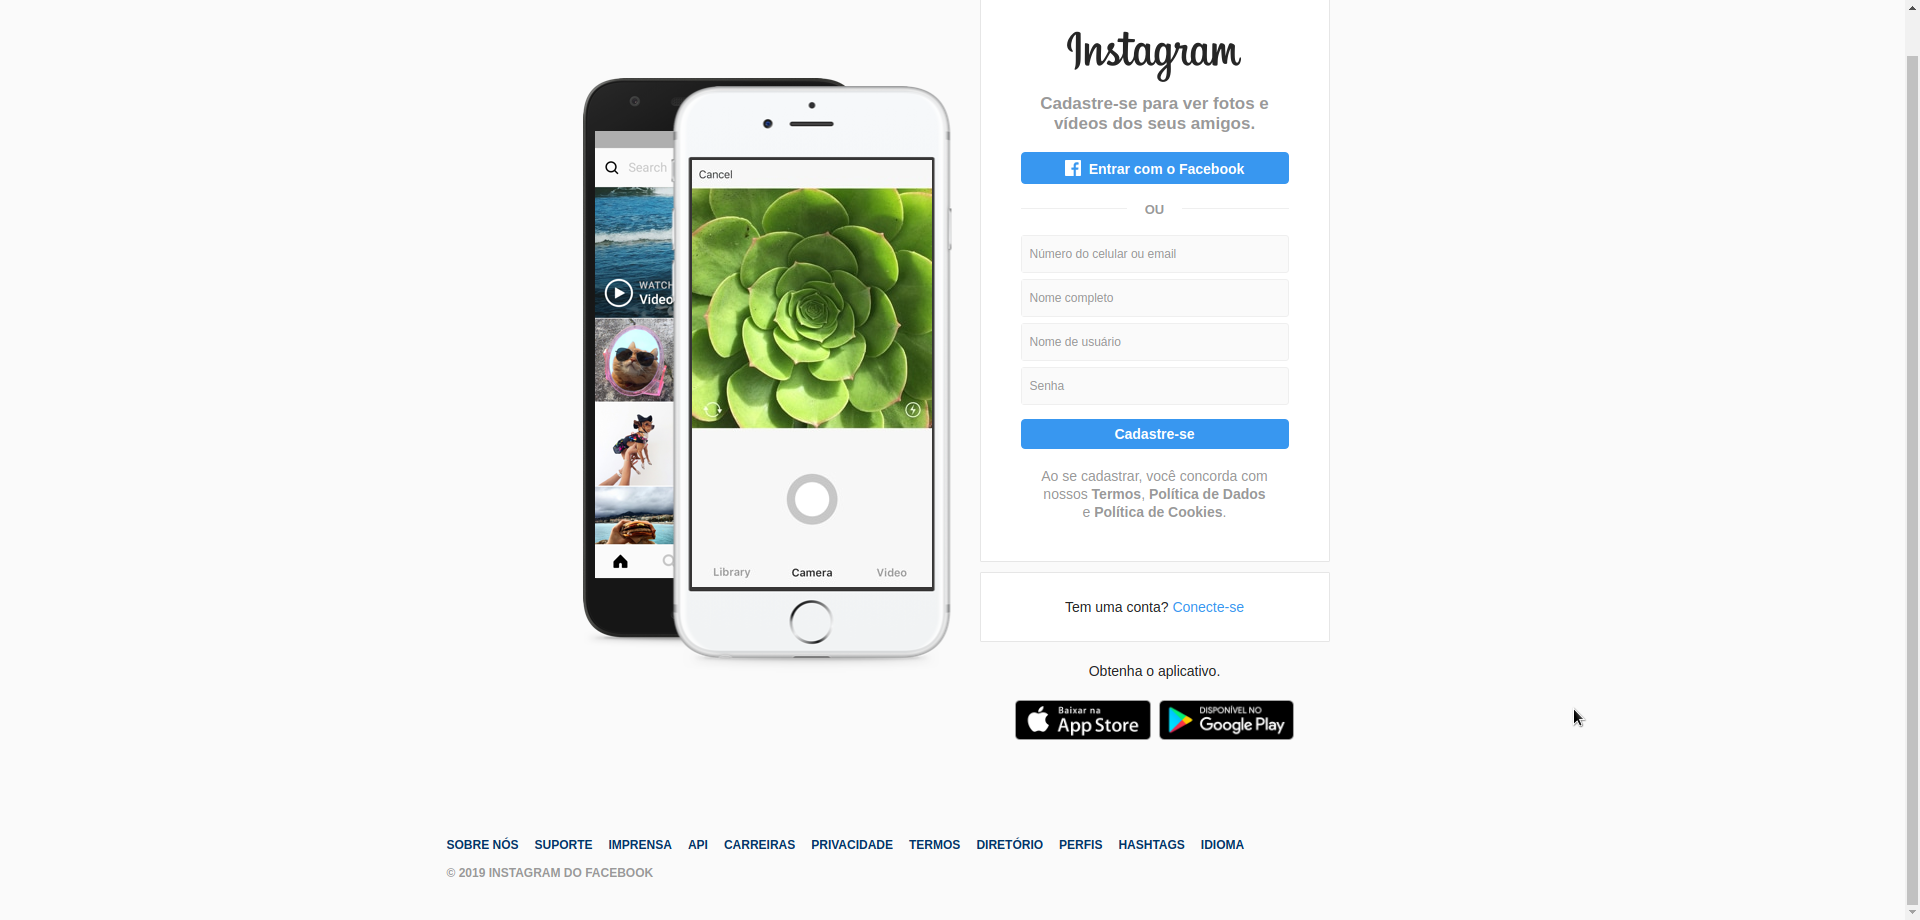 Instagram
Cadastre-se para ver fotos e
vídeos dos seus amigos.
Entrar com o Facebook
OU
Número do celular ou email
Nome completo
Nome de usuário
Senha
Cadastre-se
Ao se cadastrar, você concorda com
nossos Termos, Política de Dados
e Política de Cookies.
Tem uma conta? Conecte-se
Obtenha o aplicativo.
Baixar na
App Store
DISPONÍVEL NO
Google Play
Search
WATCH
Video
Cancel
Library Camera Video
SOBRE NÓS SUPORTE IMPRENSA API CARREIRAS PRIVACIDADE TERMOS DIRETÓRIO PERFIS HASHTAGS IDIOMA
© 2019 INSTAGRAM DO FACEBOOK